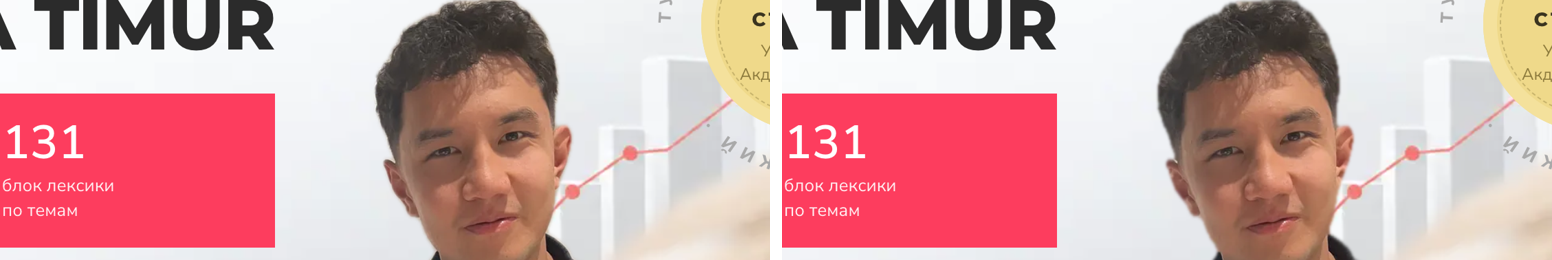 TIMUR
131
блок лексики
по темам
TIMUR
131
блок лексики
по темам